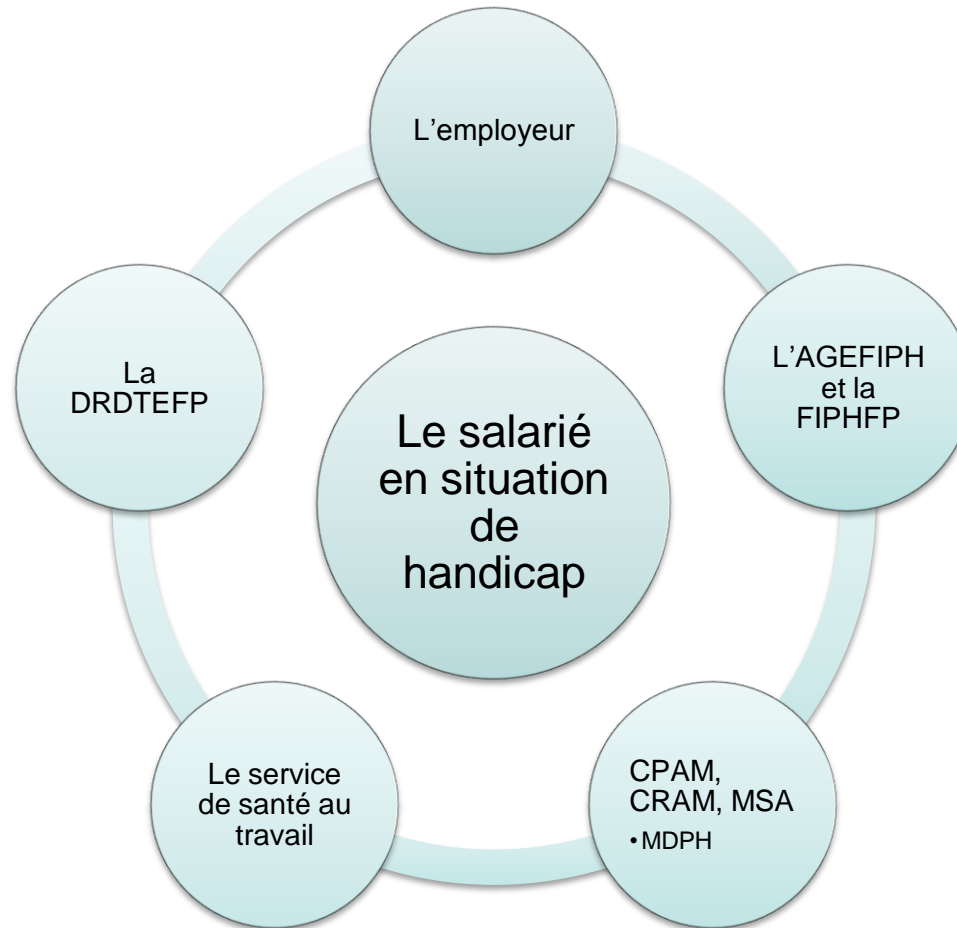 L'employeur
L'AGEFIPH
et la
FIPHFP
CPAM,
CRAM, MSA
• MDPH
Le service
de santé au
travail
La
DRDTEFP
Le salarié
en situation
de
handicap